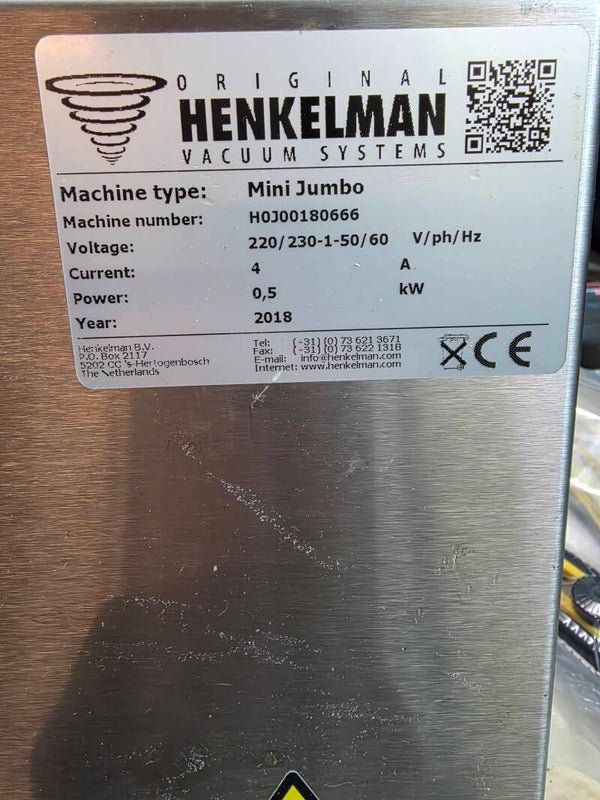 ORIGINAL
HENKELMAN
VACUUM SYSTEMS
Machine type: Mini Jumbo
Machine number: H0J00180666
Voltage: 220/230-1-50/60 V/ph/Hz
Current: 4 A
Power: 0,5 kW
Year: 2018
Henkelman B.V.
P.O. Box 2117
5202 CC 's-Hertogenbosch
The Netherlands
Tel: (-31) (0) 73 621 3671
Fax: (-31) (0) 73 622 1318
E-mail: info@henkelman.com
Internet: www.henkelman.com
CE